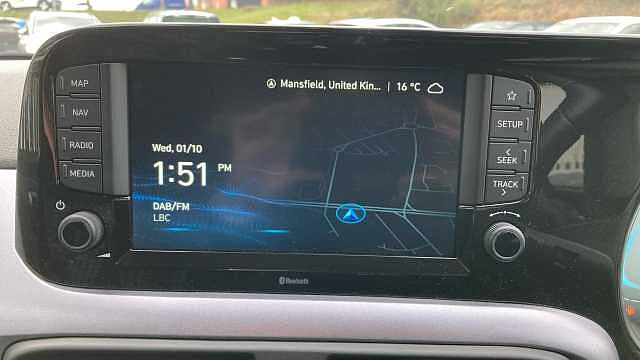 MAP
NAV
RADIO
MEDIA
Mansfield, United Kin... | 16 °C
Wed, 01/10
1:51 PM
DAB/FM
LBC
SETUP
< SEEK
TRACK >
Bluetooth